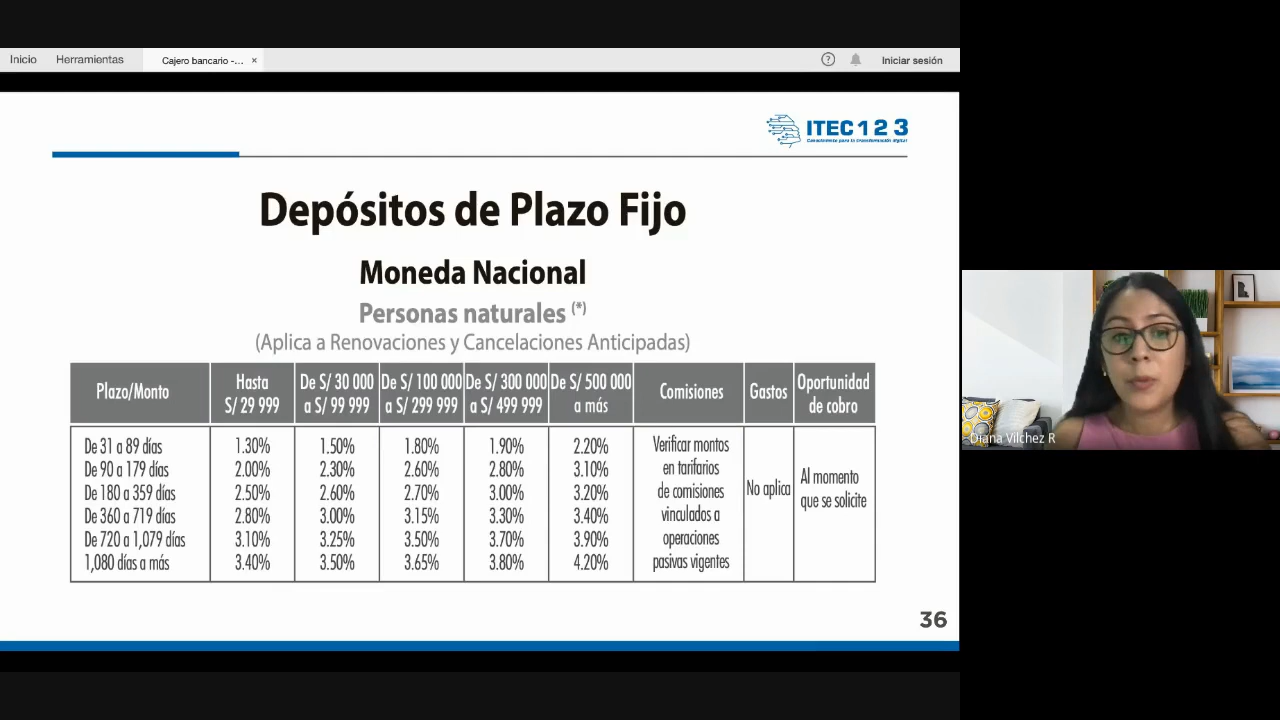 Inicio Herramientas Cajero bancario -... × ? Iniciar sesión
ITEC 1 2 3
Conocimiento para la transformación digital
Depósitos de Plazo Fijo
Moneda Nacional
Personas naturales (*)
(Aplica a Renovaciones y Cancelaciones Anticipadas)
Plazo/Monto
Hasta
S/ 29 999
De S/ 30 000
a S/ 99 999
De S/ 100 000
a S/ 299 999
De S/ 300 000
a S/ 499 999
De S/ 500 000
a más
Comisiones
Gastos
Oportunidad
de cobro
De 31 a 89 días 1.30% 1.50% 1.80% 1.90% 2.20%
De 90 a 179 días 2.00% 2.30% 2.60% 2.80% 3.10%
De 180 a 359 días 2.50% 2.60% 2.70% 3.00% 3.20%
De 360 a 719 días 2.80% 3.00% 3.15% 3.30% 3.40%
De 720 a 1,079 días 3.10% 3.25% 3.50% 3.70% 3.90%
1,080 días a más 3.40% 3.50% 3.65% 3.80% 4.20%
Verificar montos
en tarifarios
de comisiones
vinculados a
operaciones
pasivas vigentes
No aplica
Al momento
que se solicite
36
Diana Vilchez R